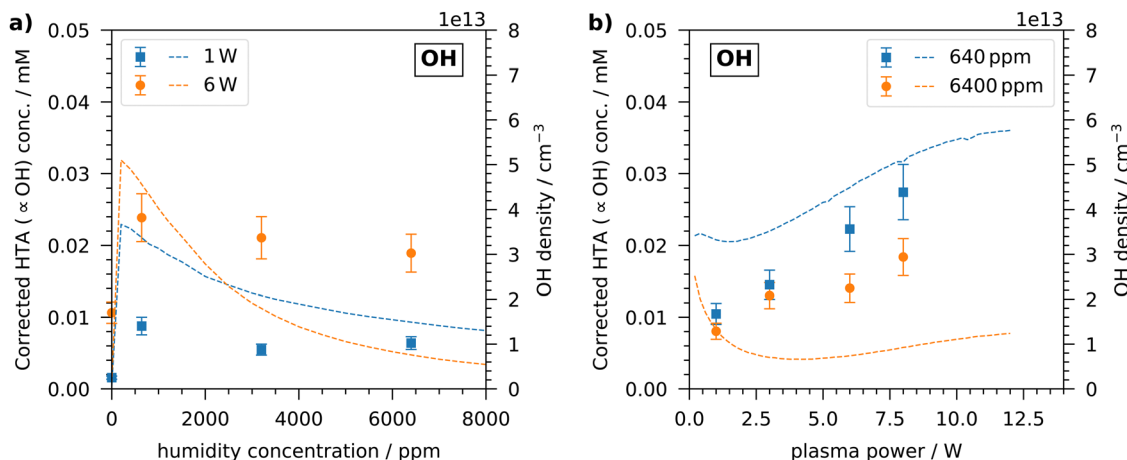 a)
1e13
Corrected HTA (∝OH) conc. / mM
0.05
0.04
0.03
0.02
0.01
0.00
1 W
6 W
OH
8
7
6
5
4
3
2
1
0
OH density / cm⁻³
0
2000
4000
6000
8000
humidity concentration / ppm
b)
1e13
Corrected HTA (∝OH) conc. / mM
0.05
0.04
0.03
0.02
0.01
0.00
OH
640 ppm
6400 ppm
8
7
6
5
4
3
2
1
0
OH density / cm⁻³
0.0
2.5
5.0
7.5
10.0
12.5
plasma power / W